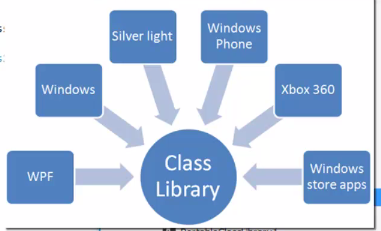 Silver light
Windows
Phone
Windows
Xbox 360
Class
Library
WPF
Windows
store apps